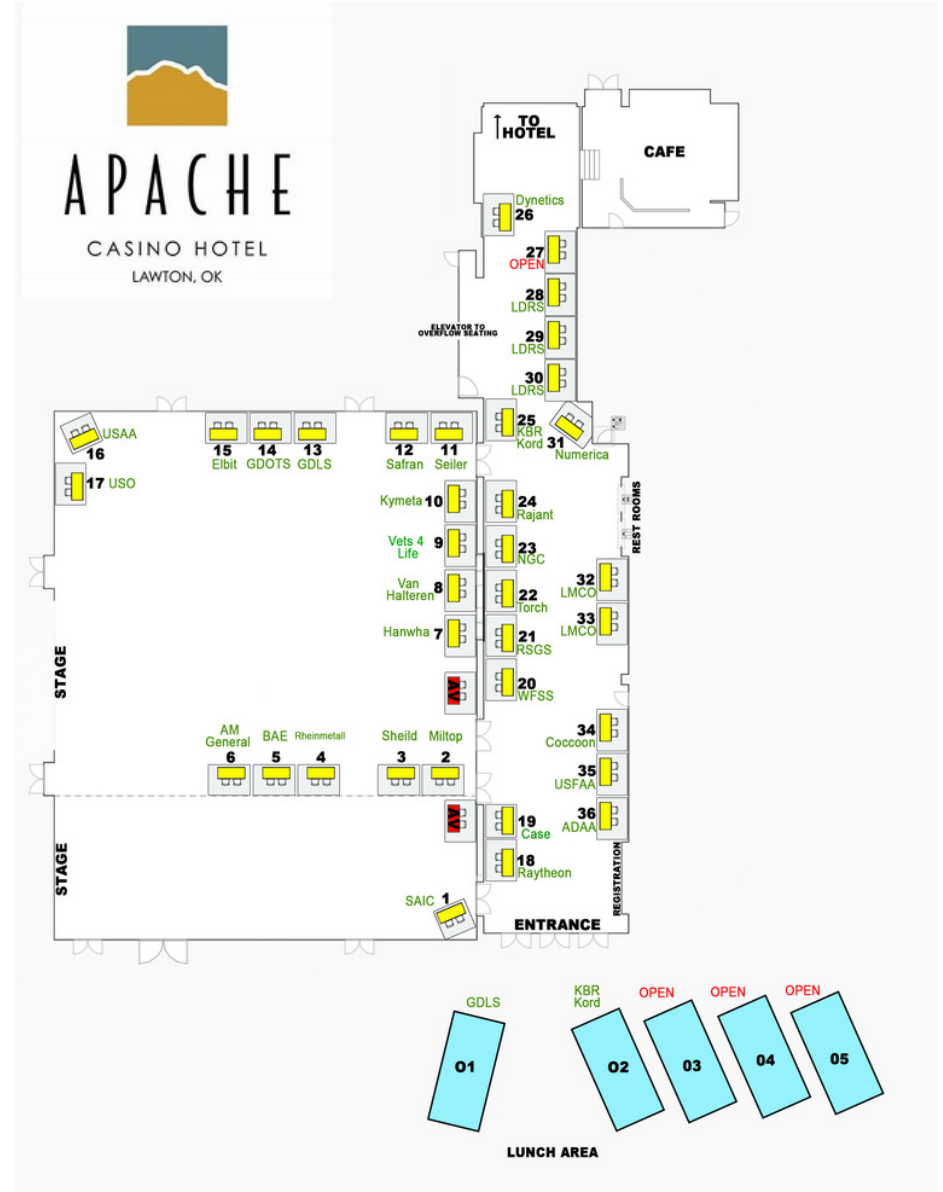 APACHE
CASINO HOTEL
LAWTON, OK
TO
HOTEL
CAFE
Dynetics
26
27
OPEN
28
LDRS
ELEVATOR TO
OVERFLOW SEATING
29
LDRS
30
LDRS
25
KBR
Kord
31
Numerica
USAA
16
17 USO
15
Elbit
14
GDOTS
13
GDLS
12
Safran
11
Seiler
Kymeta 10
Vets 4
Life
9
Van
Halteren
8
Hanwha 7
AV
24
Rajant
23
NGC
22
Torch
21
RSGS
20
WFSS
REST ROOMS
32
LMCO
33
LMCO
34
Coccoon
35
USFAA
36
ADAA
STAGE
AM
General
6
BAE
5
Rheinmetall
4
Sheild
3
Miltop
2
AV
19
Case
18
Raytheon
STAGE
SAIC 1
REGISTRATION
ENTRANCE
GDLS
KBR
Kord
OPEN
OPEN
OPEN
O1
O2
03
04
05
LUNCH AREA